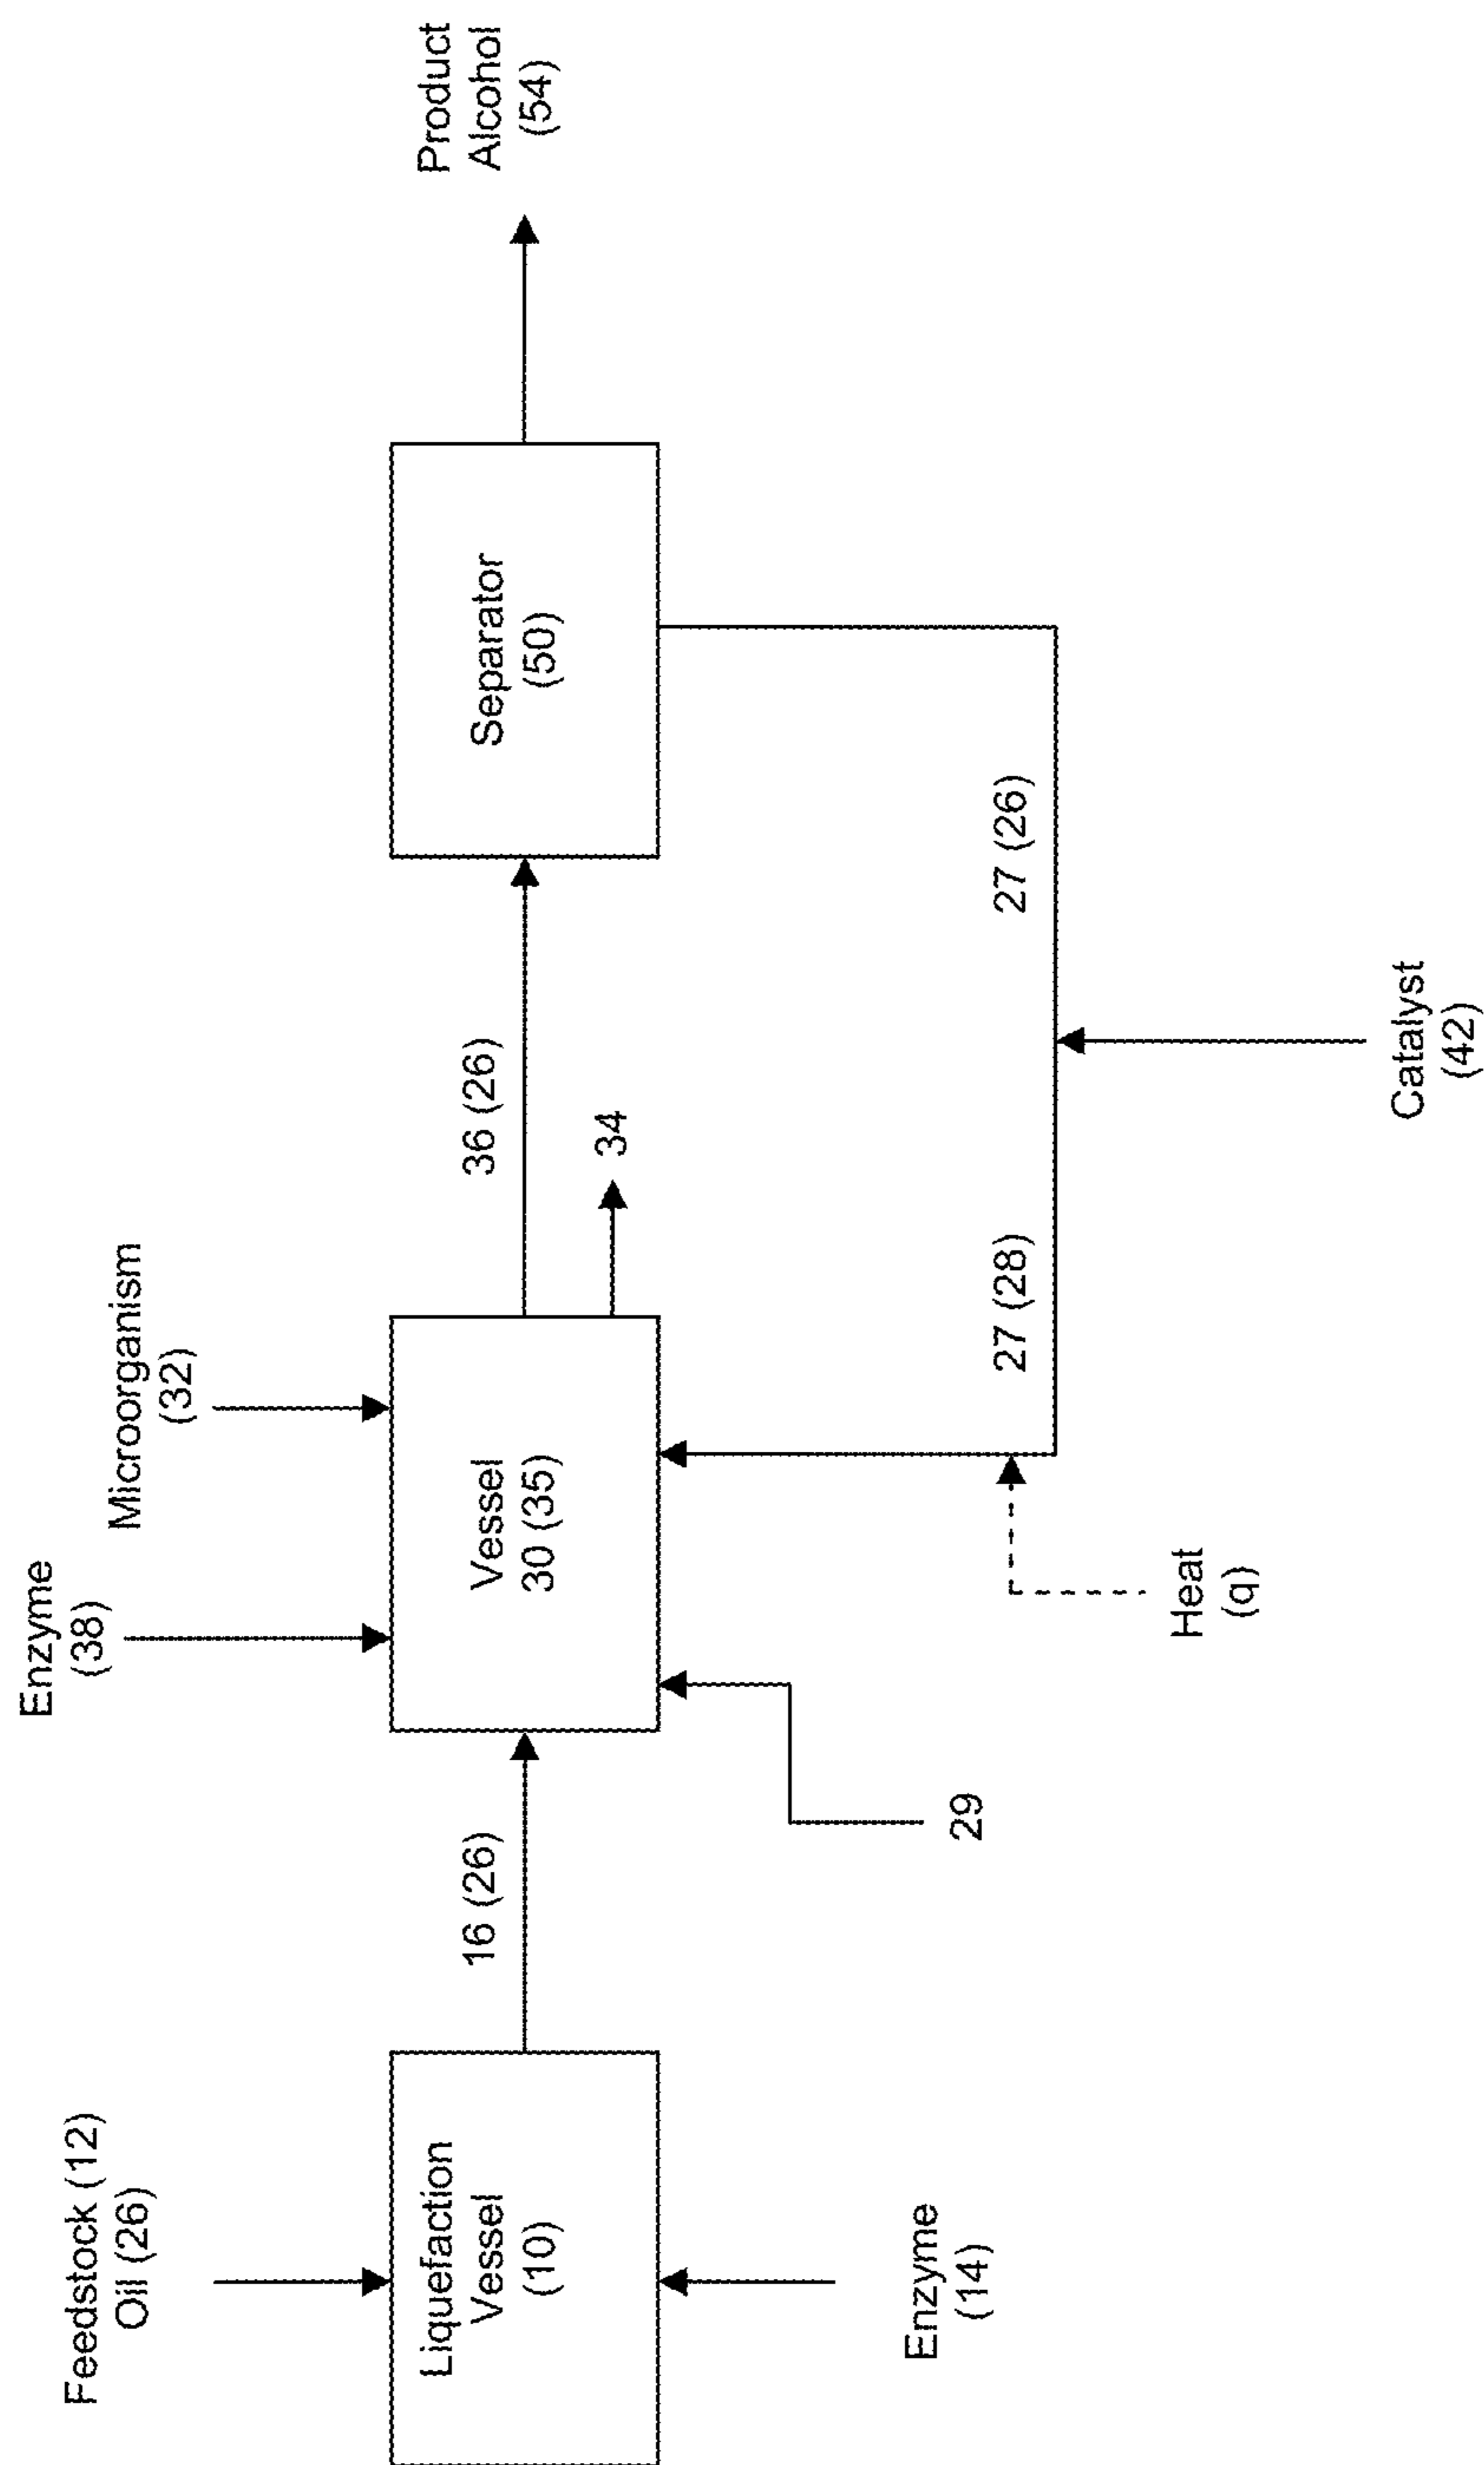 Feedstock (12)
Oil (26)
Liquefaction
Vessel
(10)
Enzyme
(14)
16 (26)
Enzyme
(38)
Microorganism
(32)
Vessel
30 (35)
29
34
36 (26)
Separator
(50)
Product
Alcohol
(54)
27 (28)
27 (26)
Heat
(q)
Catalyst
(42)